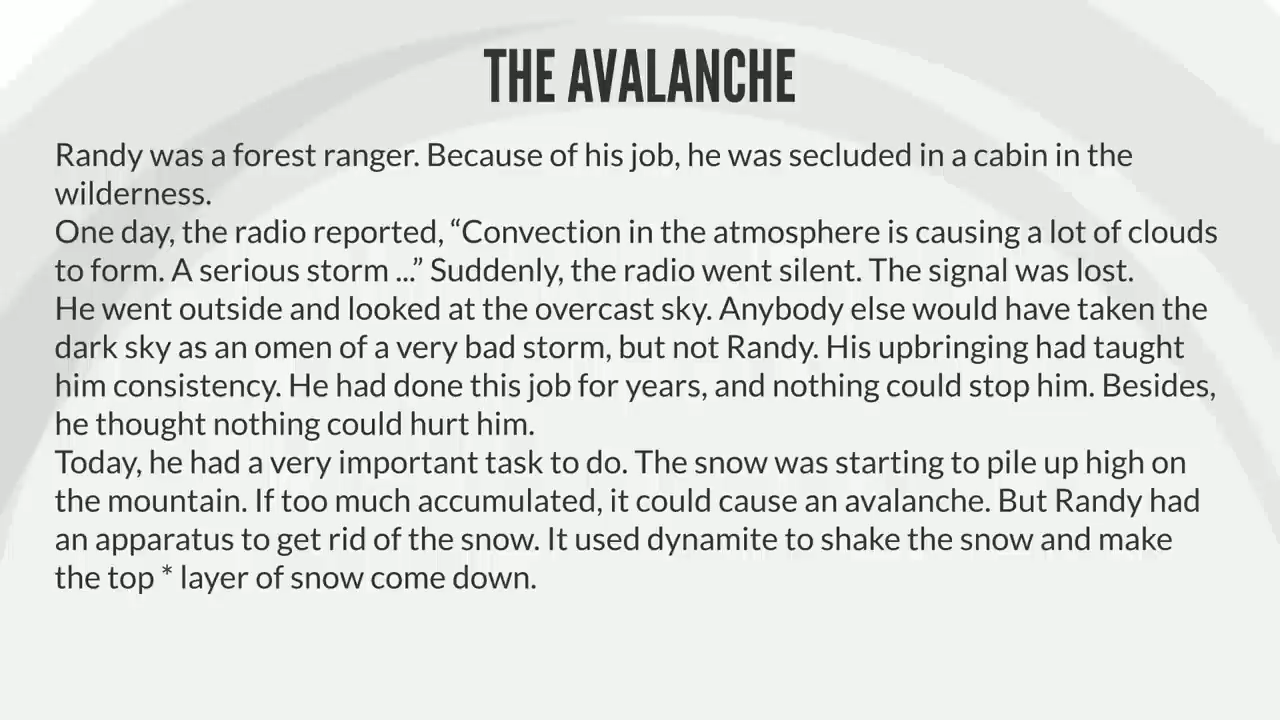 THE AVALANCHE
Randy was a forest ranger. Because of his job, he was secluded in a cabin in the
wilderness.
One day, the radio reported, “Convection in the atmosphere is causing a lot of clouds
to form. A serious storm ...” Suddenly, the radio went silent. The signal was lost.
He went outside and looked at the overcast sky. Anybody else would have taken the
dark sky as an omen of a very bad storm, but not Randy. His upbringing had taught
him consistency. He had done this job for years, and nothing could stop him. Besides,
he thought nothing could hurt him.
Today, he had a very important task to do. The snow was starting to pile up high on
the mountain. If too much accumulated, it could cause an avalanche. But Randy had
an apparatus to get rid of the snow. It used dynamite to shake the snow and make
the top * layer of snow come down.